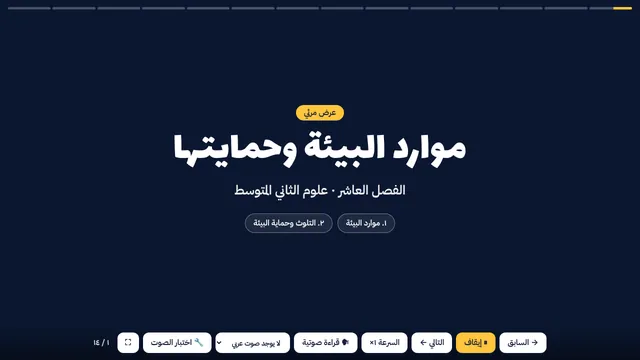 عرض مرئي
موارد البيئة وحمايتها
الفصل العاشر · علوم الثاني المتوسط
١. موارد البيئة
٢. التلوث وحماية البيئة
→ السابق
⏸ إيقاف
التالي ←
السرعة ١×
🗣 قراءة صوتية
لا يوجد صوت عربي
🔧 اختبار الصوت
⛶
١ / ١٤